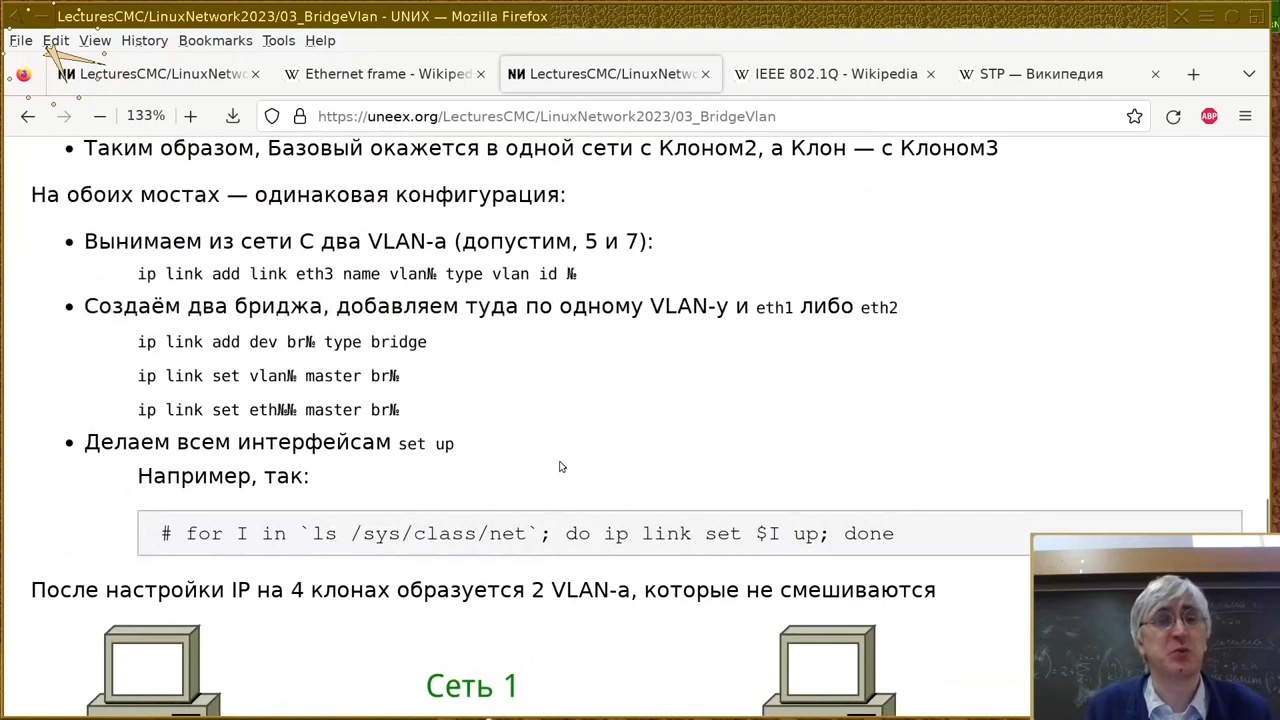 LecturesCMC/LinuxNetwork2023/03_BridgeVlan - UNИX — Mozilla Firefox
File Edit View History Bookmarks Tools Help
LecturesCMC/LinuxNetwo
Ethernet frame - Wikiped
LecturesCMC/LinuxNetwo
IEEE 802.1Q - Wikipedia
STP — Википедия
133%
https://uneex.org/LecturesCMC/LinuxNetwork2023/03_BridgeVlan
ABP
Таким образом, Базовый окажется в одной сети с Клоном2, а Клон — с Клоном3
На обоих мостах — одинаковая конфигурация:
Вынимаем из сети C два VLAN-а (допустим, 5 и 7):
ip link add link eth3 name vlan№ type vlan id №
Создаём два бриджа, добавляем туда по одному VLAN-у и eth1 либо eth2
ip link add dev br№ type bridge
ip link set vlan№ master br№
ip link set eth№№ master br№
Делаем всем интерфейсам set up
Например, так:
# for I in `ls /sys/class/net`; do ip link set $I up; done
После настройки IP на 4 клонах образуется 2 VLAN-а, которые не смешиваются
Сеть 1